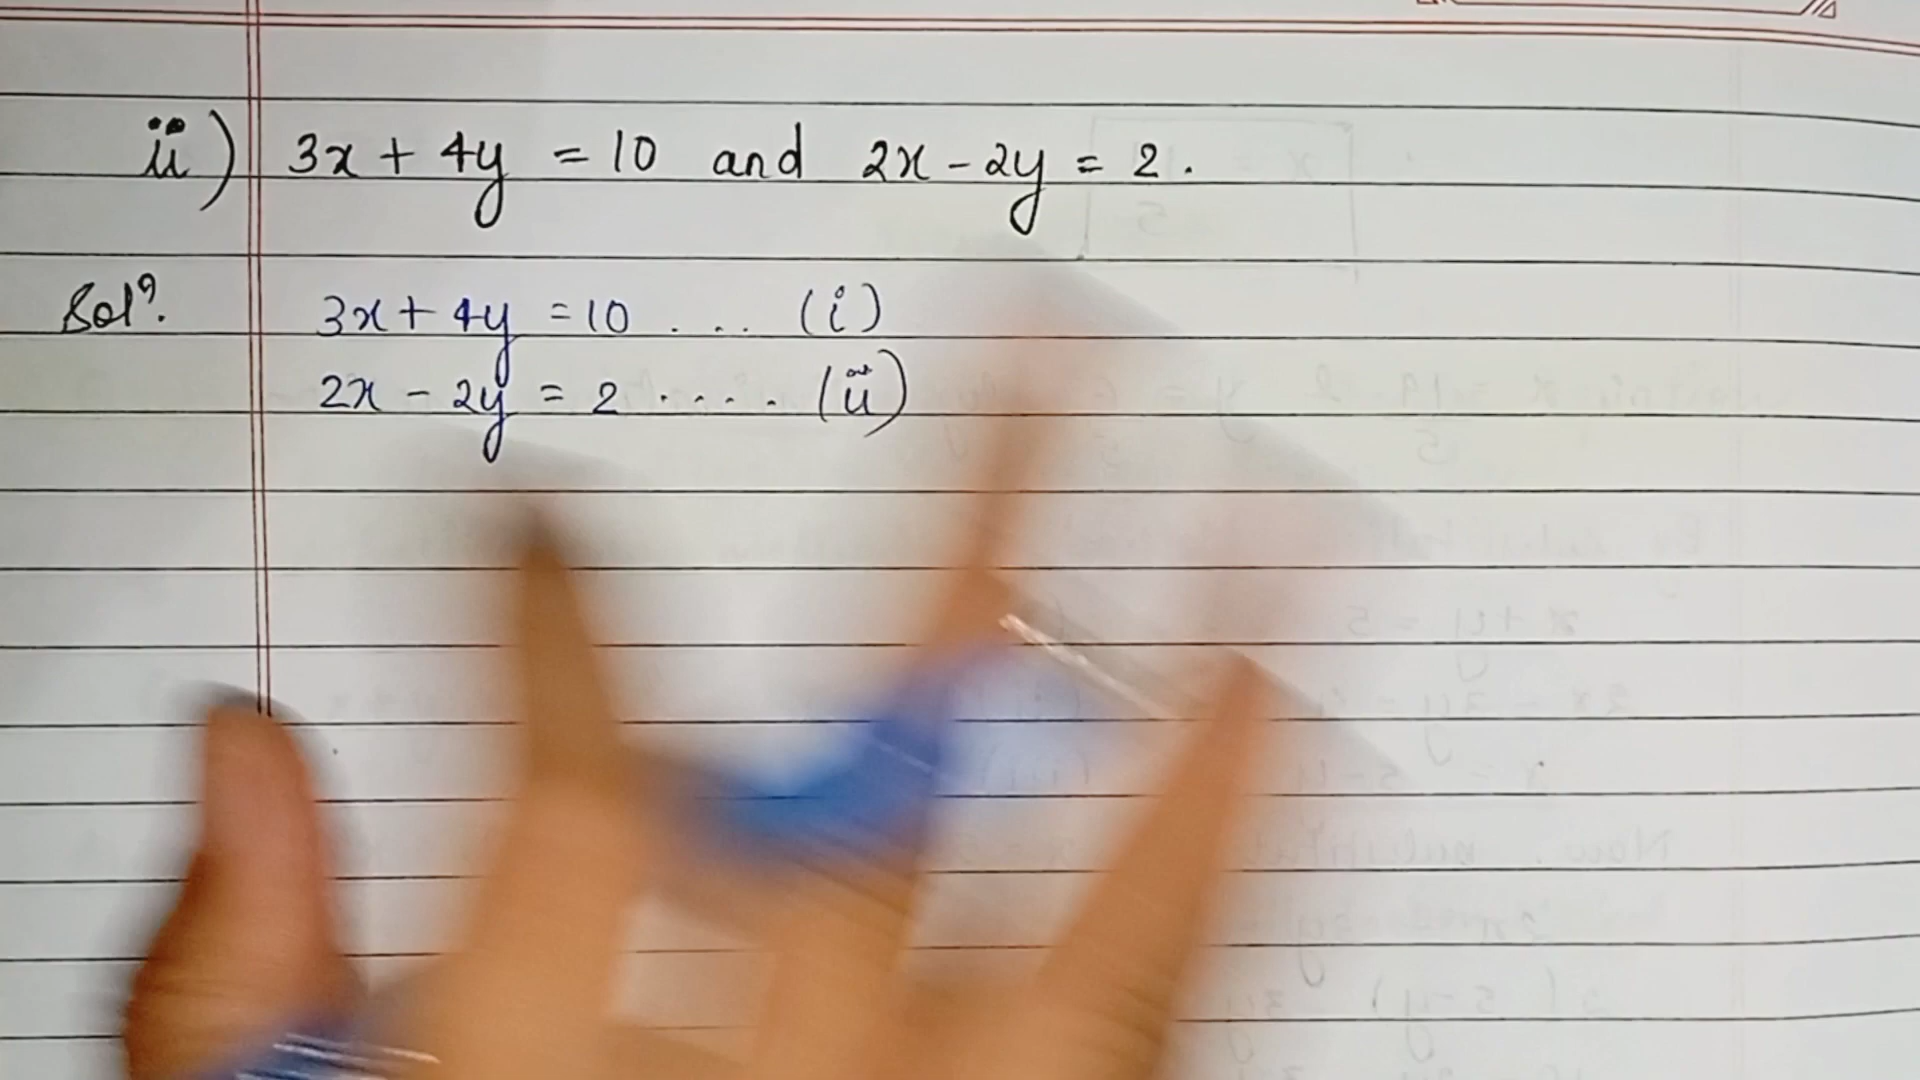 ii) 3x + 4y = 10 and 2x - 2y = 2.
Solⁿ. 3x + 4y = 10 . ... (i)
2x - 2y = 2 ..... (ii)